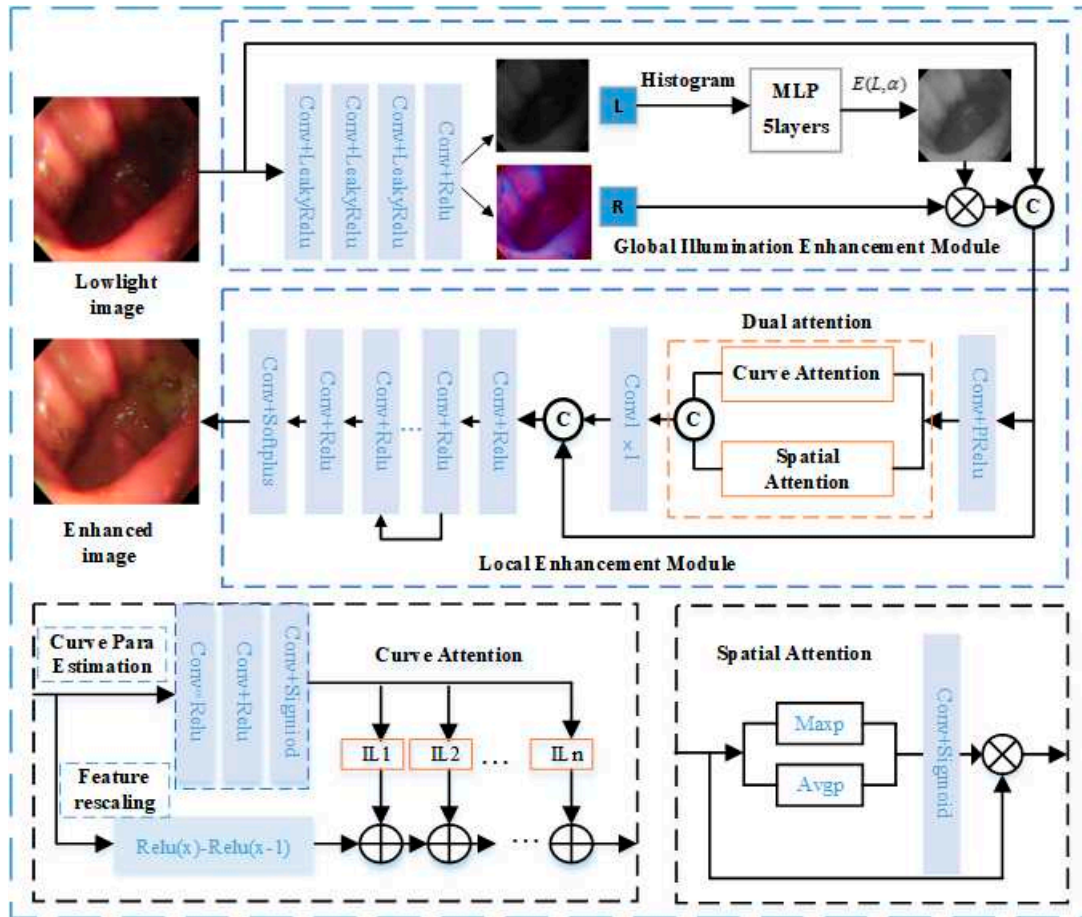 Lowlight
image
Conv+LeakyRelu
Conv+LeakyRelu
Conv+LeakyRelu
Conv+Relu
L
R
Histogram
MLP
5layers
E(L,α)
C
Global Illumination Enhancement Module
Enhanced
image
Conv+Softplus
Conv+Relu
Conv+Relu
...
Conv+Relu
Conv+Relu
C
Conv1×1
C
Dual attention
Curve Attention
Spatial
Attention
Conv+PRelu
Local Enhancement Module
Curve Para
Estimation
Conv=Relu
Conv+Relu
Conv+Sigmiod
Curve Attention
IL1
IL2
...
ILn
Feature
rescaling
Relu(x)-Relu(x-1)
...
Spatial Attention
Maxp
Avgp
Conv+Sigmoid